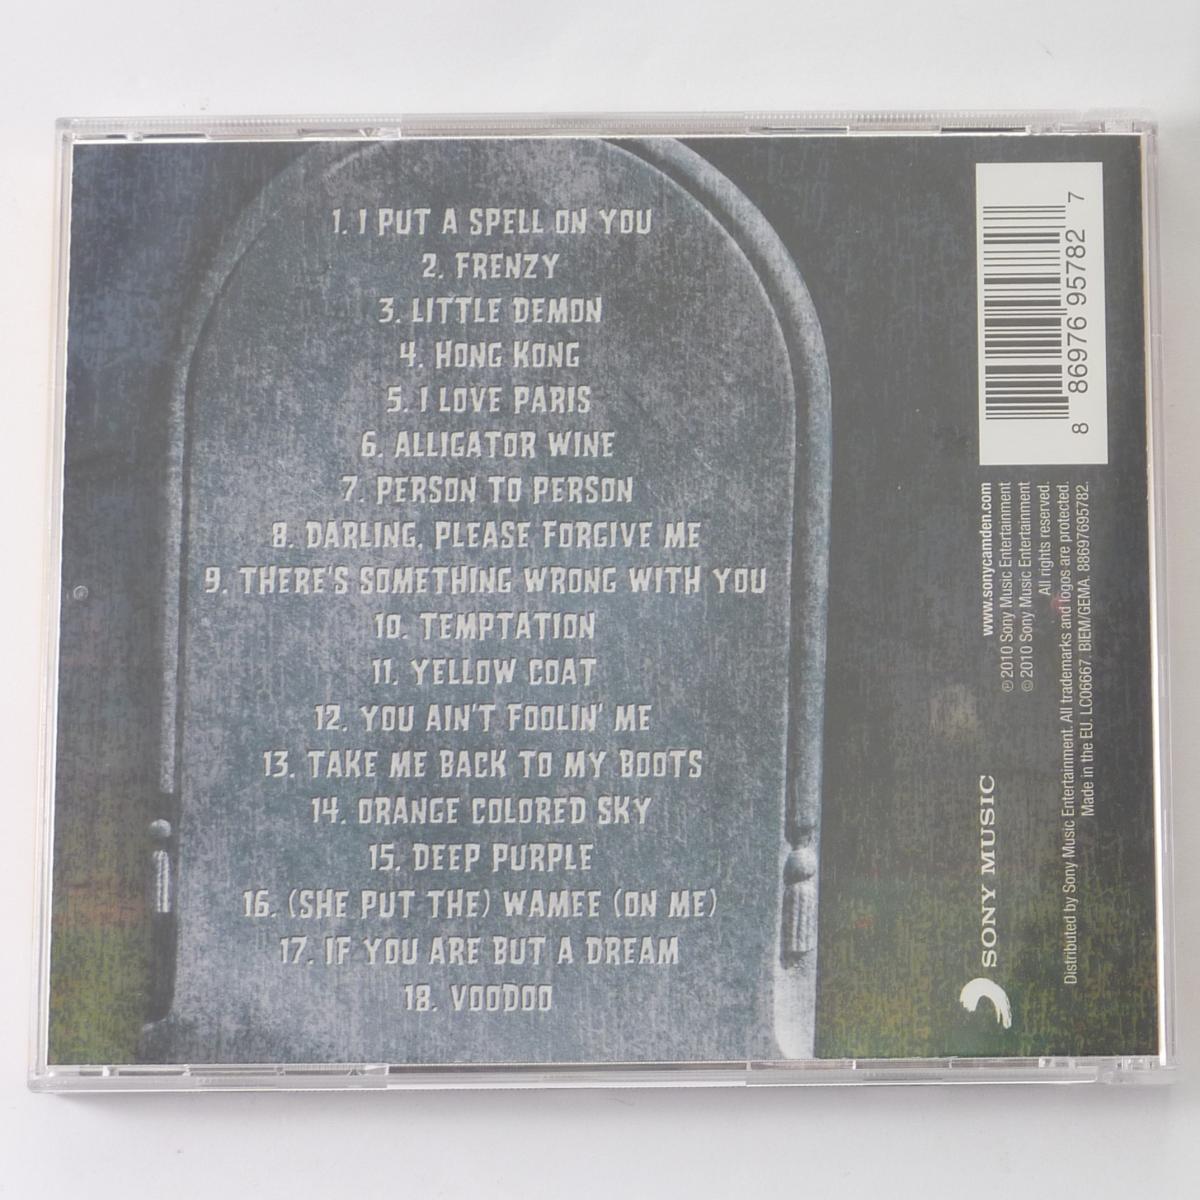 1. I PUT A SPELL ON YOU
2. FRENZY
3. LITTLE DEMON
4. HONG KONG
5. I LOVE PARIS
6. ALLIGATOR WINE
7. PERSON TO PERSON
8. DARLING, PLEASE FORGIVE ME
9. THERE'S SOMETHING WRONG WITH YOU
10. TEMPTATION
11. YELLOW COAT
12. YOU AIN'T FOOLIN' ME
13. TAKE ME BACK TO MY BOOTS
14. ORANGE COLORED SKY
15. DEEP PURPLE
16. (SHE PUT THE) WAMEE (ON ME)
17. IF YOU ARE BUT A DREAM
18. VOODOO
8 86976 95782 7
www.sonycamden.com
℗ 2010 Sony Music Entertainment
© 2010 Sony Music Entertainment
All rights reserved.
Distributed by Sony Music Entertainment. All trademarks and logos are protected.
Made in the EU. LC06667. BIEM/GEMA. 88697695782.
SONY MUSIC